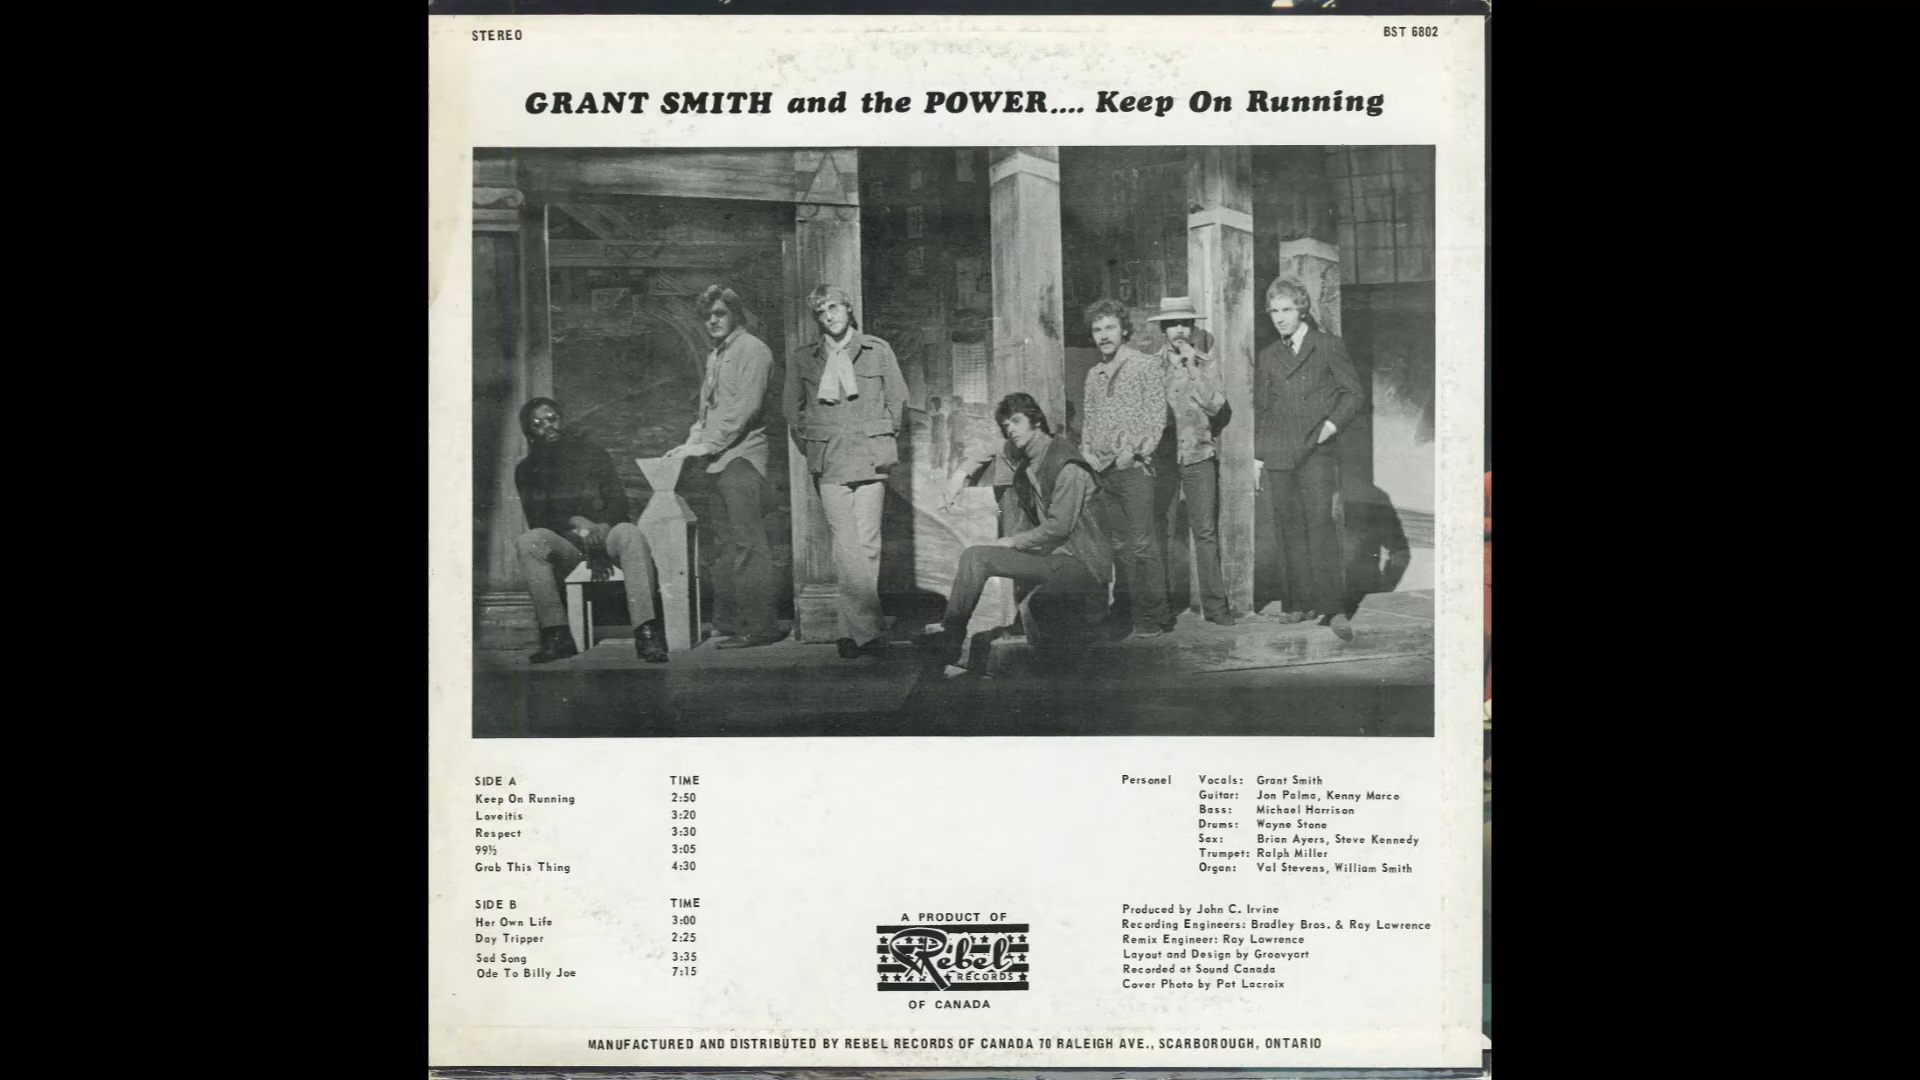 STEREO
BST 6802
GRANT SMITH and the POWER.... Keep On Running
SIDE A TIME
Keep On Running 2:50
Loveitis 3:20
Respect 3:30
99½ 3:05
Grab This Thing 4:30
SIDE B TIME
Her Own Life 3:00
Day Tripper 2:25
Sad Song 3:35
Ode To Billy Joe 7:15
A PRODUCT OF
Rebel
RECORDS
OF CANADA
Personel Vocals: Grant Smith
Guitar: Jon Palma, Kenny Marco
Bass: Michael Harrison
Drums: Wayne Stone
Sax: Brian Ayers, Steve Kennedy
Trumpet: Ralph Miller
Organ: Val Stevens, William Smith
Produced by John C. Irvine
Recording Engineers: Bradley Bros. & Ray Lawrence
Remix Engineer: Ray Lawrence
Layout and Design by Groovyart
Recorded at Sound Canada
Cover Photo by Pat Lacroix
MANUFACTURED AND DISTRIBUTED BY REBEL RECORDS OF CANADA 70 RALEIGH AVE., SCARBOROUGH, ONTARIO